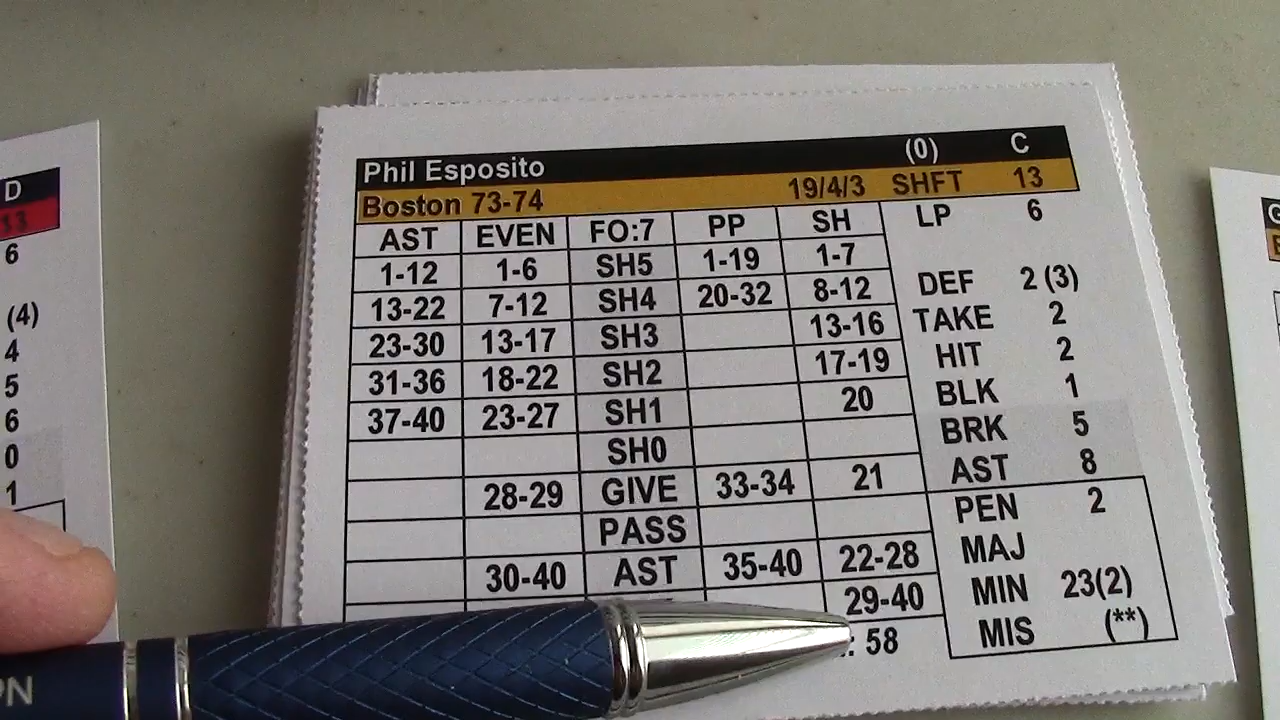 Phil Esposito (0) C
Boston 73-74 19/4/3 SHFT 13
AST EVEN FO:7 PP SH LP 6
1-12 1-6 SH5 1-19 1-7
13-22 7-12 SH4 20-32 8-12 DEF 2 (3)
23-30 13-17 SH3 13-16 TAKE 2
31-36 18-22 SH2 17-19 HIT 2
37-40 23-27 SH1 20 BLK 1
SH0 BRK 5
28-29 GIVE 33-34 21 AST 8
PASS PEN 2
30-40 AST 35-40 22-28 MAJ
29-40 MIN 23(2)
: 58 MIS (**)
D
13
6
(4)
4
5
6
0
1
PN